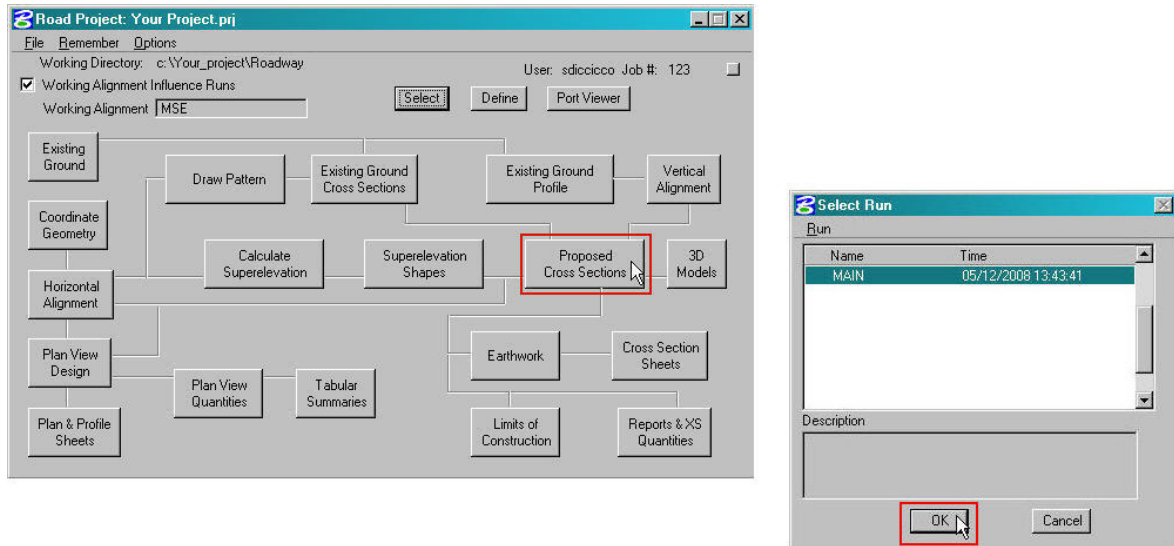 Road Project: Your Project.prj
File Remember Options
Working Directory: c:\Your_project\Roadway
User: sdiccicco Job #: 123
Working Alignment Influence Runs
Select Define Port Viewer
Working Alignment MSE
Existing
Ground
Draw Pattern
Existing Ground
Cross Sections
Existing Ground
Profile
Vertical
Alignment
Coordinate
Geometry
Calculate
Superelevation
Superelevation
Shapes
Proposed
Cross Sections
3D
Models
Horizontal
Alignment
Plan View
Design
Earthwork
Cross Section
Sheets
Plan View
Quantities
Tabular
Summaries
Plan & Profile
Sheets
Limits of
Construction
Reports & XS
Quantities
Select Run
Run
Name Time
MAIN 05/12/2008 13:43:41
Description
OK Cancel